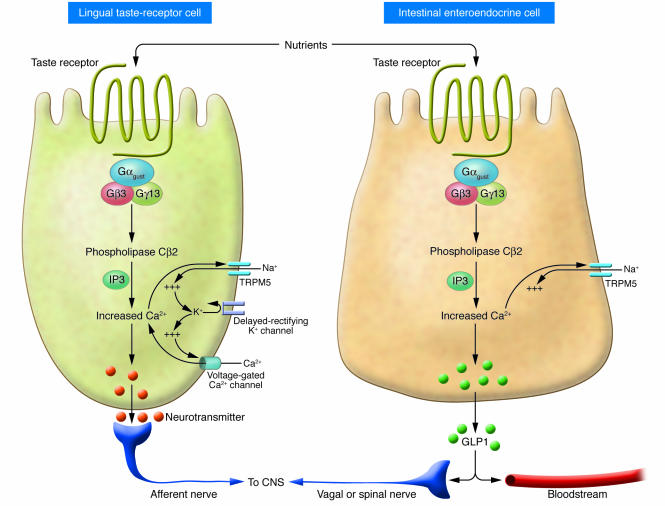 Lingual taste-receptor cell
Intestinal enteroendocrine cell
Nutrients
Taste receptor
Taste receptor
Gαgust
Gβ3
Gγ13
Gαgust
Gβ3
Gγ13
Phospholipase Cβ2
Phospholipase Cβ2
IP3
Na⁺
TRPM5
+++
K⁺
Increased Ca²⁺
Delayed-rectifying
K⁺ channel
+++
Ca²⁺
Voltage-gated
Ca²⁺ channel
IP3
Na⁺
TRPM5
+++
Increased Ca²⁺
Neurotransmitter
GLP1
Afferent nerve
To CNS
Vagal or spinal nerve
Bloodstream